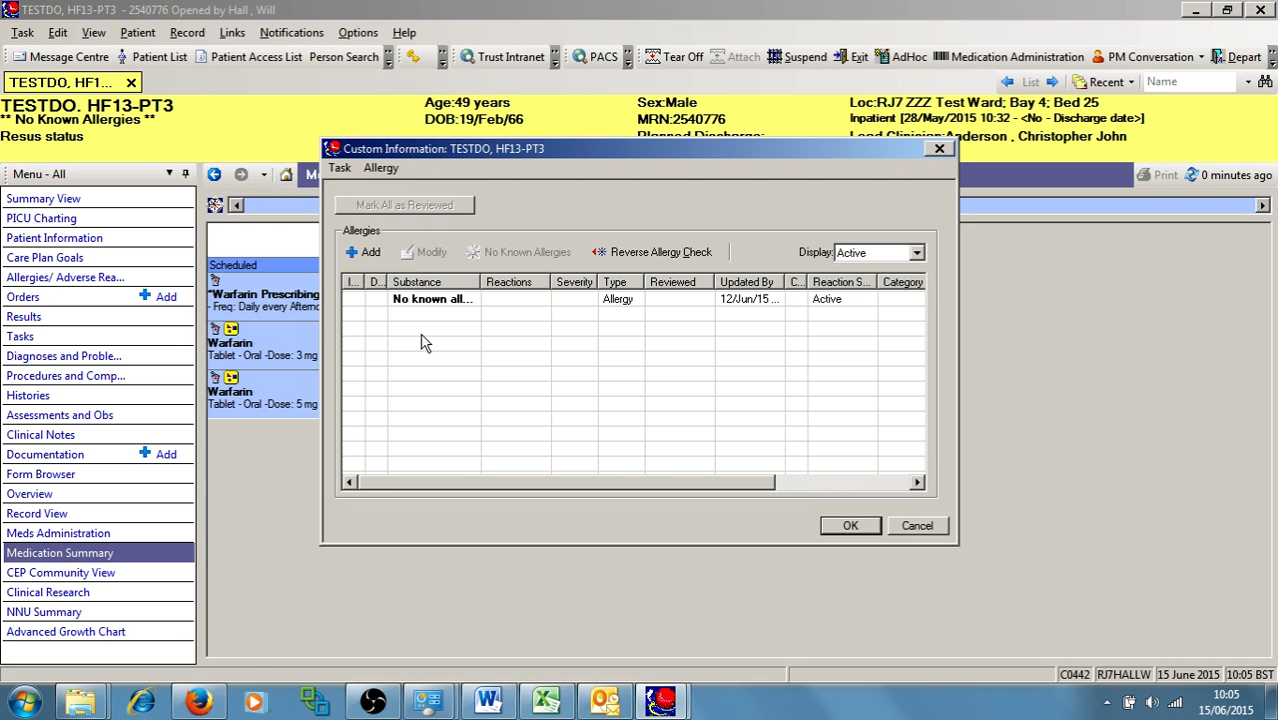 TESTDO, HF13-PT3 - 2540776 Opened by Hall , Will
Task Edit View Patient Record Links Notifications Options Help
Message Centre Patient List Patient Access List Person Search Trust Intranet PACS Tear Off Attach Suspend Exit AdHoc Medication Administration PM Conversation Depart
TESTDO, HF1... List Recent Name
TESTDO, HF13-PT3 Age:49 years Sex:Male Loc:RJ7 ZZZ Test Ward; Bay 4; Bed 25
** No Known Allergies ** DOB:19/Feb/66 MRN:2540776 Inpatient [28/May/2015 10:32 - <No - Discharge date>]
Resus status Planned Discharge: Lead Clinician:Anderson , Christopher John
Menu - All
Print 0 minutes ago
Summary View
PICU Charting
Patient Information
Care Plan Goals
Allergies/ Adverse Rea...
Orders Add
Results
Tasks
Diagnoses and Proble...
Procedures and Comp...
Histories
Assessments and Obs
Clinical Notes
Documentation Add
Form Browser
Overview
Record View
Meds Administration
Medication Summary
CEP Community View
Clinical Research
NNU Summary
Advanced Growth Chart
Scheduled
*Warfarin Prescribing
- Freq: Daily every Afterno
Warfarin
Tablet - Oral -Dose: 3 mg
Warfarin
Tablet - Oral -Dose: 5 mg
Custom Information: TESTDO, HF13-PT3
Task Allergy
Mark All as Reviewed
Allergies
Add Modify No Known Allergies Reverse Allergy Check Display: Active
I... D... Substance Reactions Severity Type Reviewed Updated By C... Reaction S... Category
No known all... Allergy 12/Jun/15 ... Active
OK Cancel
C0442 RJ7HALLW 15 June 2015 10:05 BST
10:05
15/06/2015